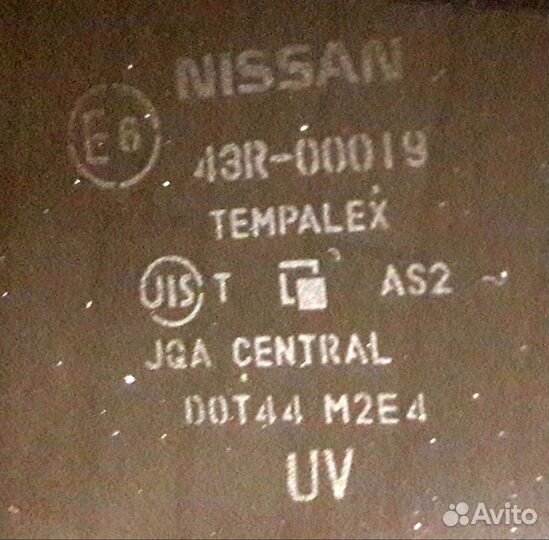 NISSAN
E6 43R-00019
TEMPALEX
JIS T AS2 ~
JQA CENTRAL
DOT44 M2E4
UV
Avito